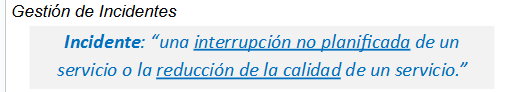 Gestión de Incidentes
Incidente: “una interrupción no planificada de un
servicio o la reducción de la calidad de un servicio.”